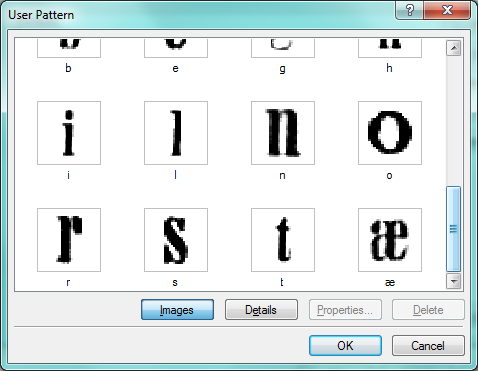 User Pattern
b e g h
i l n o
i l n o
r s t æ
r s t æ
Images Details Properties... Delete
OK Cancel